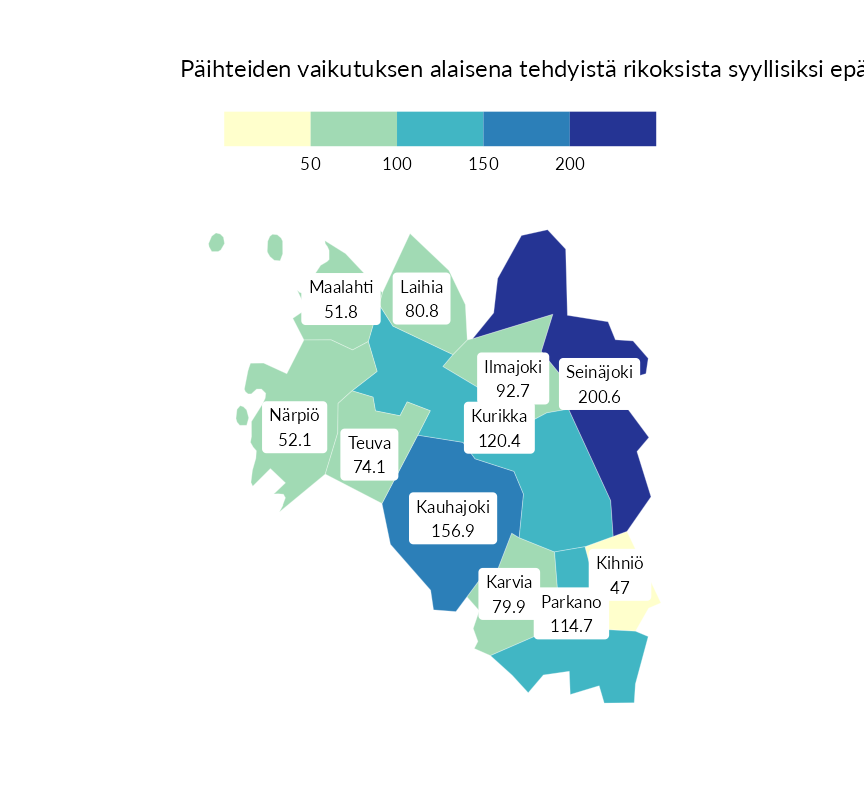 Päihteiden vaikutuksen alaisena tehdyistä rikoksista syyllisiksi epä
50 100 150 200
Maalahti
51.8
Laihia
80.8
Ilmajoki
92.7
Seinäjoki
200.6
Kurikka
120.4
Närpiö
52.1
Teuva
74.1
Kauhajoki
156.9
Kihniö
47
Karvia
79.9
Parkano
114.7